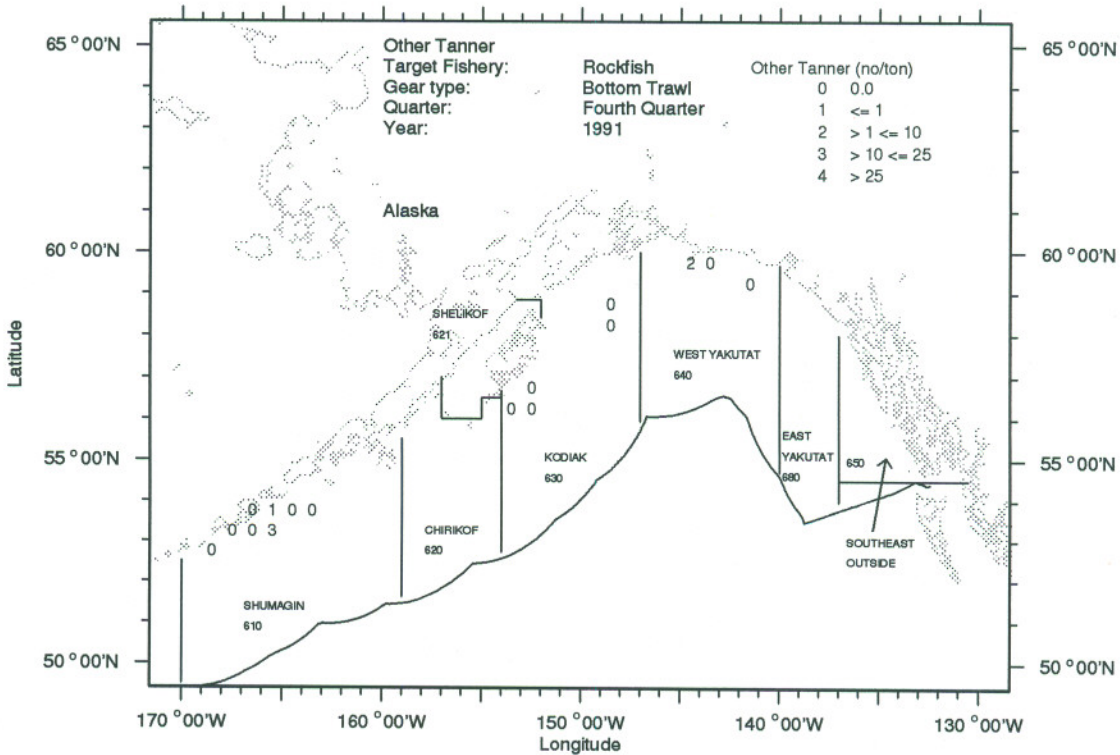 65 °00'N
65 °00'N
Other Tanner
Target Fishery: Rockfish
Gear type: Bottom Trawl
Quarter: Fourth Quarter
Year: 1991
Other Tanner (no/ton)
0 0.0
1 <= 1
2 > 1 <= 10
3 > 10 <= 25
4 > 25
Alaska
60 °00'N
60 °00'N
2 0
0
SHELIKOF
621
0
0
Latitude
WEST YAKUTAT
640
0
0 0
EAST
YAKUTAT
680
650
KODIAK
630
55 °00'N
55 °00'N
0 1 0 0
0 0 3
0
CHIRIKOF
620
SOUTHEAST
OUTSIDE
SHUMAGIN
610
50 °00'N
50 °00'N
170 °00'W
160 °00'W
150 °00'W
140 °00'W
130 °00'W
Longitude